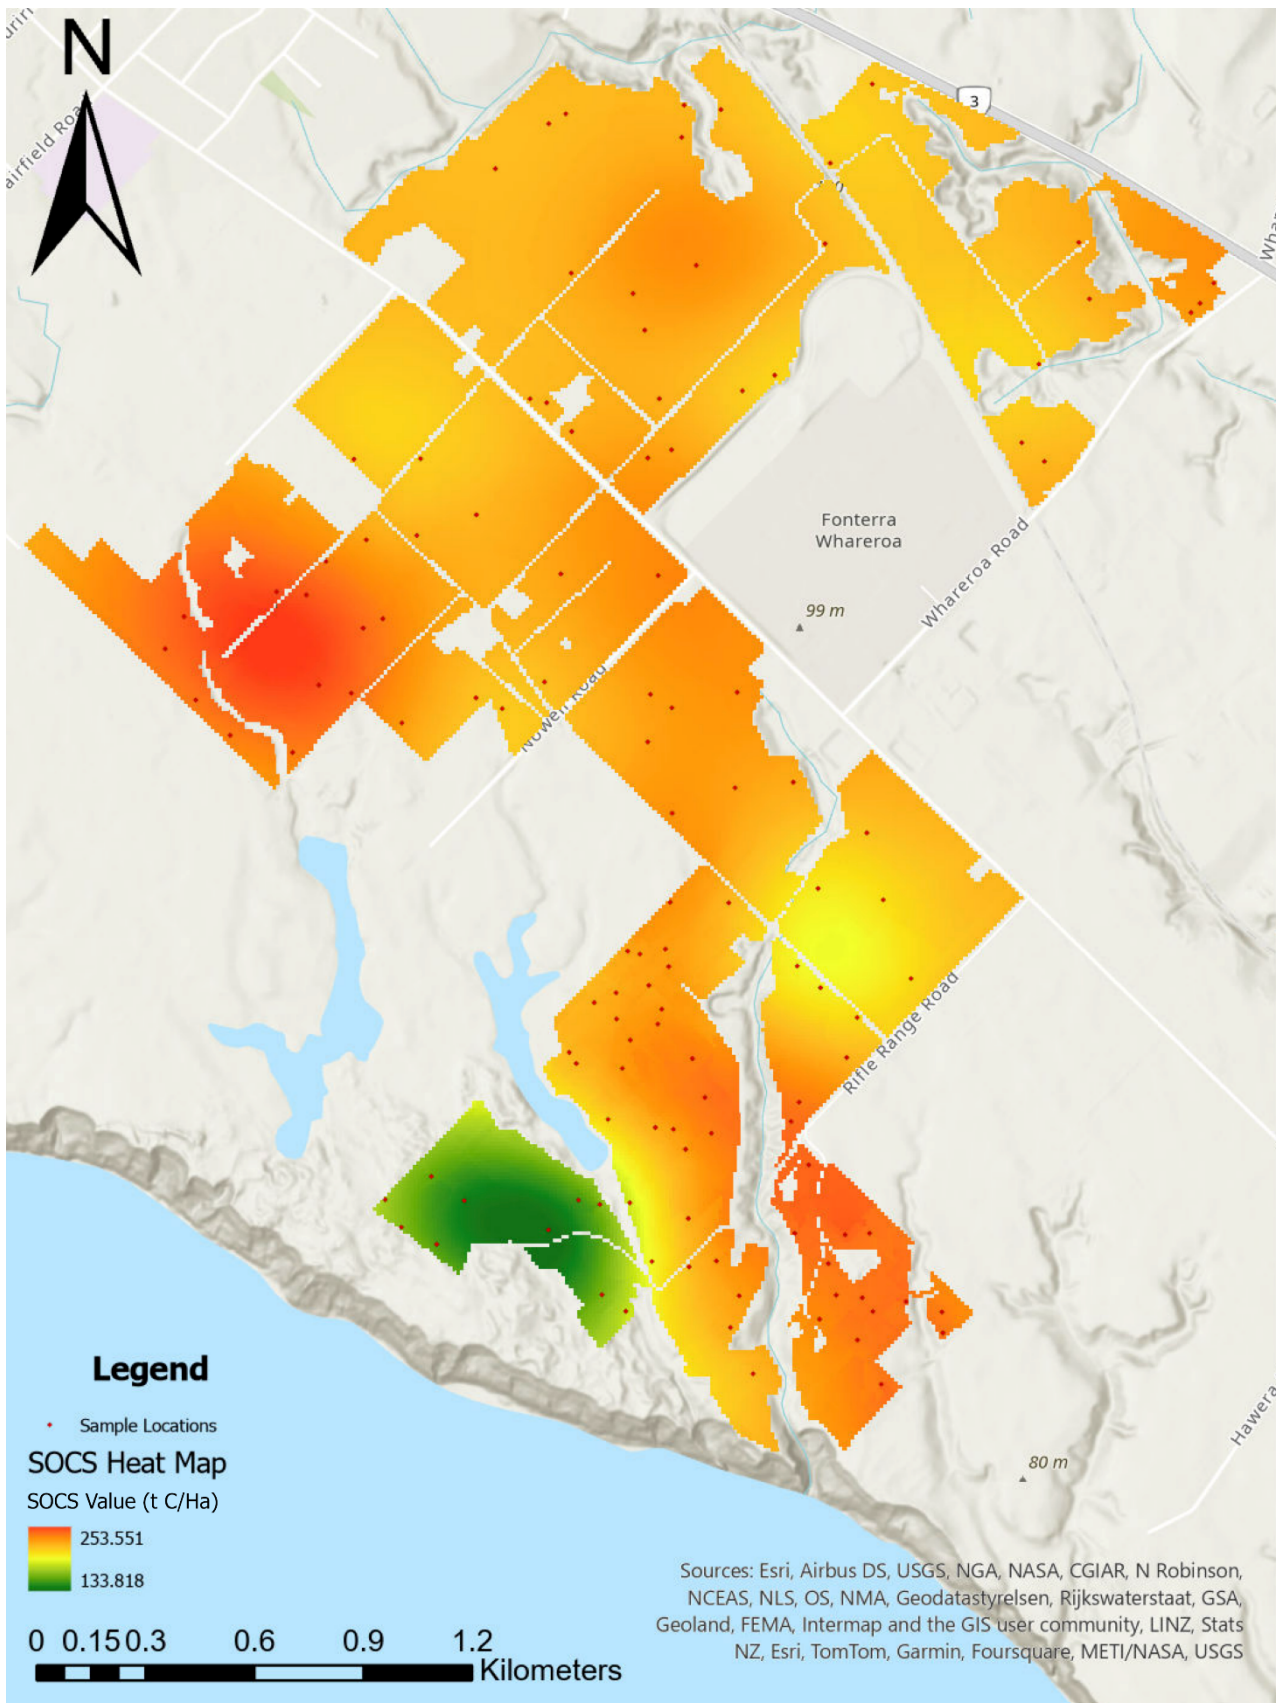 N
airfield Roa
3
Fonterra
Whareroa
99 m
Whareroa Road
Rifle Range Road
Hawera
80 m
Legend
Sample Locations
SOCS Heat Map
SOCS Value (t C/Ha)
253.551
133.818
0 0.15 0.3 0.6 0.9 1.2
Kilometers
Sources: Esri, Airbus DS, USGS, NGA, NASA, CGIAR, N Robinson,
NCEAS, NLS, OS, NMA, Geodatastyrelsen, Rijkswaterstaat, GSA,
Geoland, FEMA, Intermap and the GIS user community, LINZ, Stats
NZ, Esri, TomTom, Garmin, Foursquare, METI/NASA, USGS